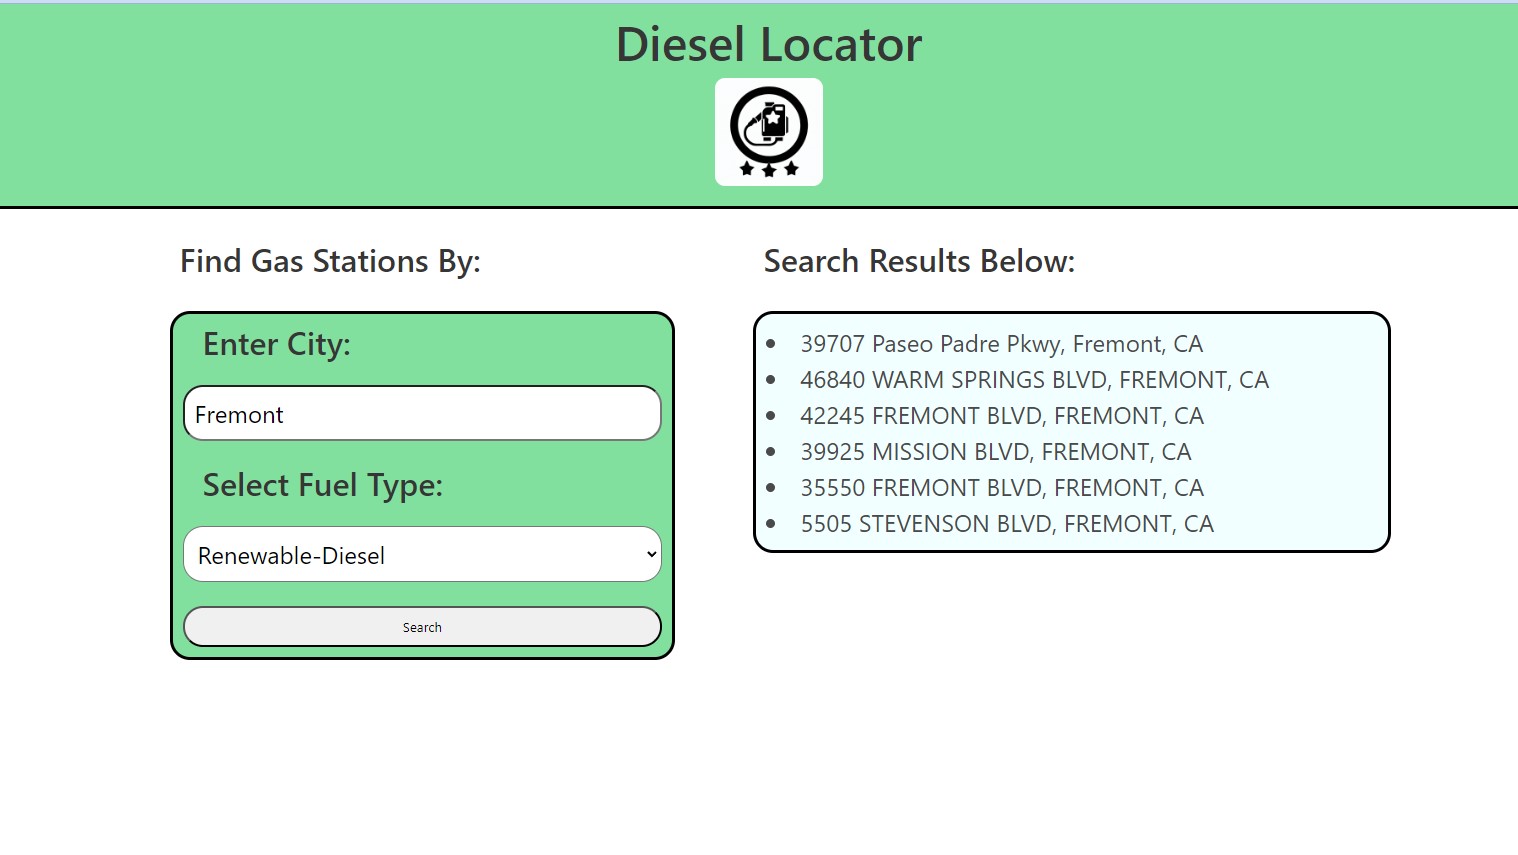 Diesel Locator
Find Gas Stations By:
Enter City:
Fremont
Select Fuel Type:
Renewable-Diesel
Search
Search Results Below:
39707 Paseo Padre Pkwy, Fremont, CA
46840 WARM SPRINGS BLVD, FREMONT, CA
42245 FREMONT BLVD, FREMONT, CA
39925 MISSION BLVD, FREMONT, CA
35550 FREMONT BLVD, FREMONT, CA
5505 STEVENSON BLVD, FREMONT, CA